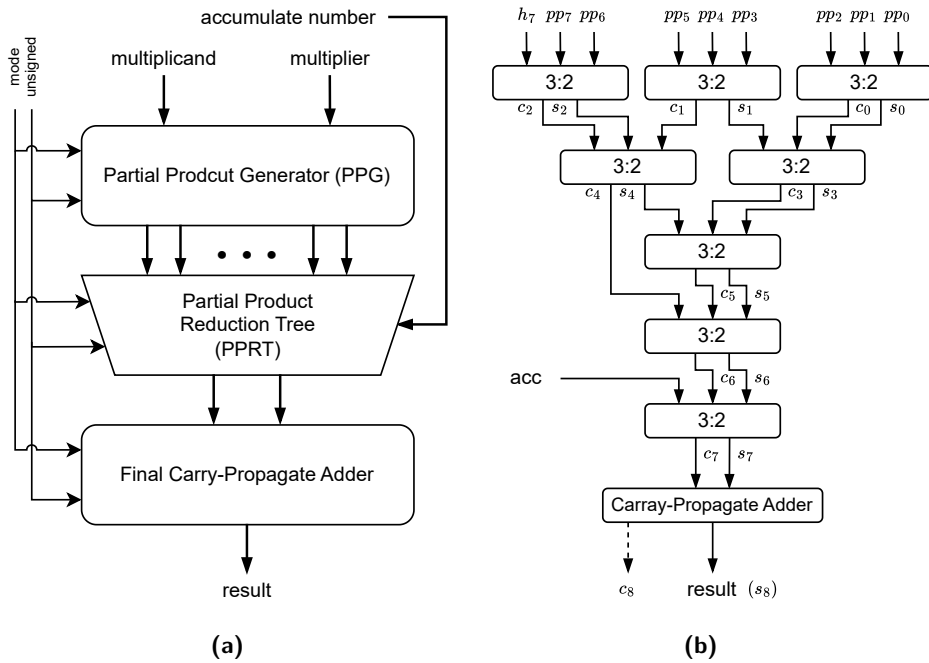 accumulate number
mode
unsigned
multiplicand
multiplier
Partial Prodcut Generator (PPG)
Partial Product
Reduction Tree
(PPRT)
Final Carry-Propagate Adder
result
(a)
h₇ pp₇ pp₆
pp₅ pp₄ pp₃
pp₂ pp₁ pp₀
3:2
3:2
3:2
c₂ s₂
c₁ s₁
c₀ s₀
3:2
3:2
c₄ s₄
c₃ s₃
3:2
c₅ s₅
3:2
c₆ s₆
acc
3:2
c₇ s₇
Carray-Propagate Adder
c₈
result (s₈)
(b)